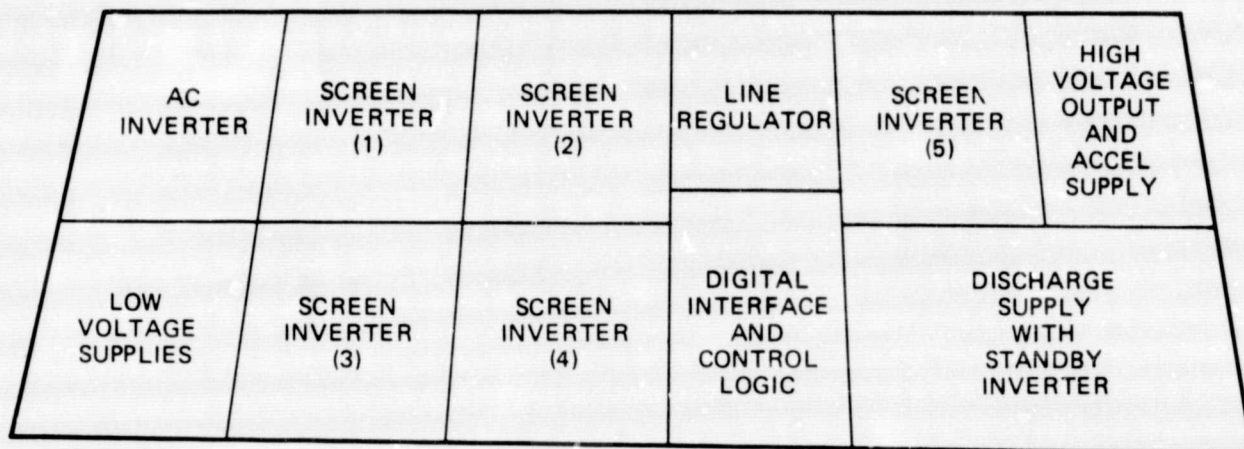 AC
INVERTER
SCREEN
INVERTER
(1)
SCREEN
INVERTER
(2)
LINE
REGULATOR
SCREEN
INVERTER
(5)
HIGH
VOLTAGE
OUTPUT
AND
ACCEL
SUPPLY
LOW
VOLTAGE
SUPPLIES
SCREEN
INVERTER
(3)
SCREEN
INVERTER
(4)
DIGITAL
INTERFACE
AND
CONTROL
LOGIC
DISCHARGE
SUPPLY
WITH
STANDBY
INVERTER